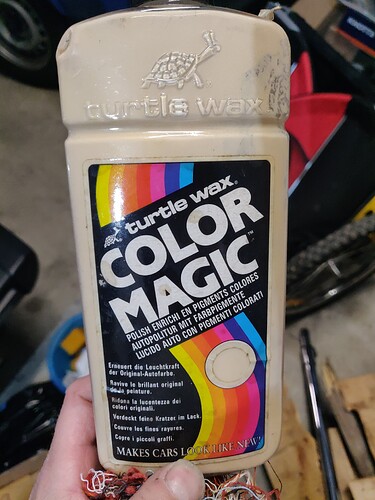 turtle wax
turtle wax®
COLOR
MAGIC™
POLISH ENRICHI EN PIGMENTS COLORES
AUTOPOLITUR MIT FARBPIGMENTE
LUCIDO AUTO CON PIGMENTI COLORATI
Erneuert die Leuchtkraft
der Original-Autofarbe.
Ravive le brillant original
de la peinture.
Ridona la lucentezza dei
colori originali.
Verdeckt feine Kratzer im Lack.
Couvre les fines rayures.
Copre i piccoli graffi.
MAKES CARS LOOK LIKE NEW!